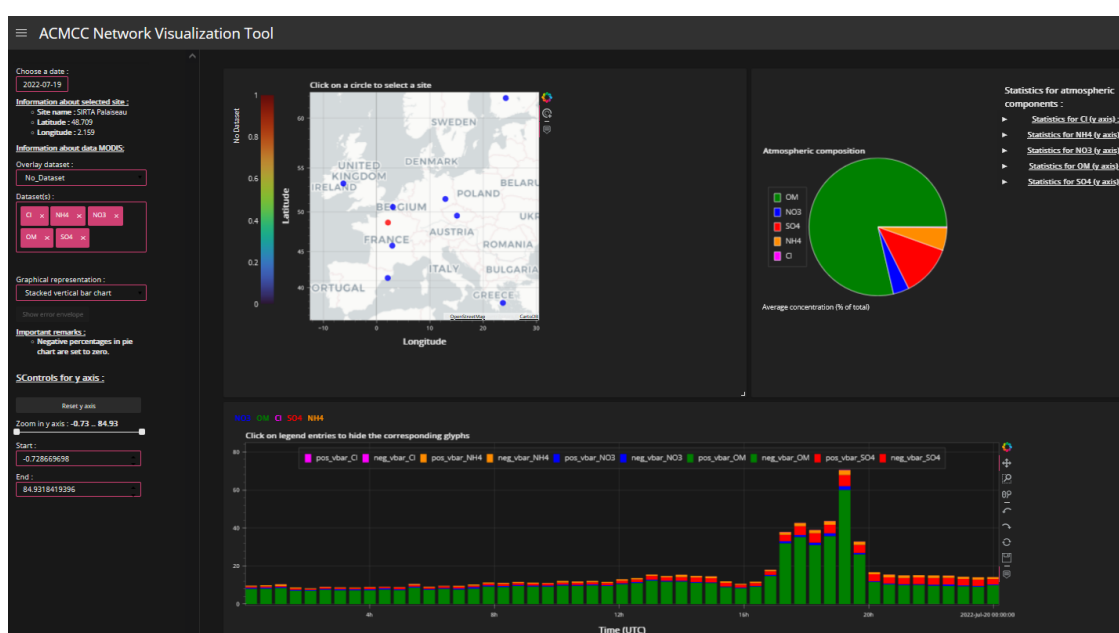 ACMCC Network Visualization Tool
Choose a date :
2022-07-19
Information about selected site :
Site name : SIRTA Palaiseau
Latitude : 48.709
Longitude : 2.159
Information about data MODIS:
Overlay dataset :
No_Dataset
Dataset(s) :
Cl × NH4 × NO3 ×
OM × SO4 ×
Graphical representation :
Stacked vertical bar chart
Show error envelope
Important remarks :
Negative percentages in pie
chart are set to zero.
SControls for y axis :
Reset y axis
Zoom in y axis : -0.73 .. 84.93
Start :
-0.728669698
End :
84.9318419396
Click on a circle to select a site
No Dataset
1
0.8
0.6
0.4
0.2
0
Latitude
60
55
50
45
40
SWEDEN
DENMARK
UNITED
KINGDOM
IRELAND
BELARU
POLAND
BELGIUM
UKR
AUSTRIA
FRANCE
ROMANIA
ITALY
BULGARIA
PORTUGAL
GREECE
OpenStreetMap CartoDB
-10 0 10 20 30
Longitude
Atmospheric composition
OM
NO3
SO4
NH4
Cl
Average concentration (% of total)
Statistics for atmospheric
components :
Statistics for Cl (y axis) :
Statistics for NH4 (y axis)
Statistics for NO3 (y axis)
Statistics for OM (y axis)
Statistics for SO4 (y axis)
NO3 OM Cl SO4 NH4
Click on legend entries to hide the corresponding glyphs
pos_vbar_Cl neg_vbar_Cl pos_vbar_NH4 neg_vbar_NH4 pos_vbar_NO3 neg_vbar_NO3 pos_vbar_OM neg_vbar_OM pos_vbar_SO4 neg_vbar_SO4
80
60
40
20
0
4h 8h 12h 16h 20h 2022-Jul-20 00:00:00
Time (UTC)